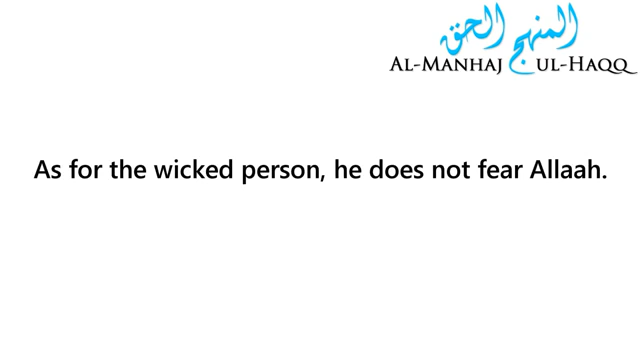 المنهج الحق
AL-MANHAJ UL-HAQQ
As for the wicked person, he does not fear Allaah.